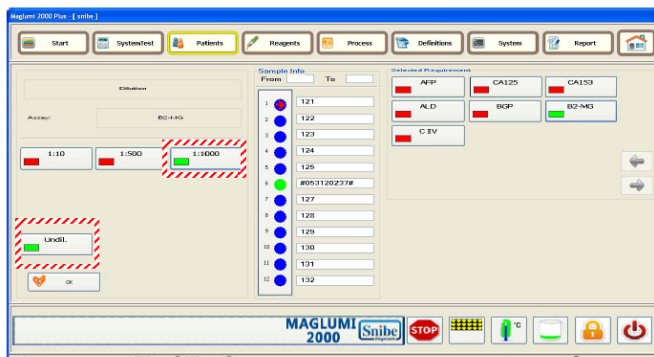 Maglumi 2000 Plus - [ snibe ]
Start
SystemTest
Patients
Reagents
Process
Definitions
System
Report
Dilution
Assay:
B2-MG
1:10
1:500
1:1000
Undil.
OK
Sample Info
From
To
1 121
2 122
3 123
4 124
5 125
6 #053120237#
7 127
8 128
9 129
10 130
11 131
12 132
Selected Requirement
AFP
CA125
CA153
ALD
BGP
B2-MG
C IV
MAGLUMI
2000
Snibe
Diagnostics
STOP
°C